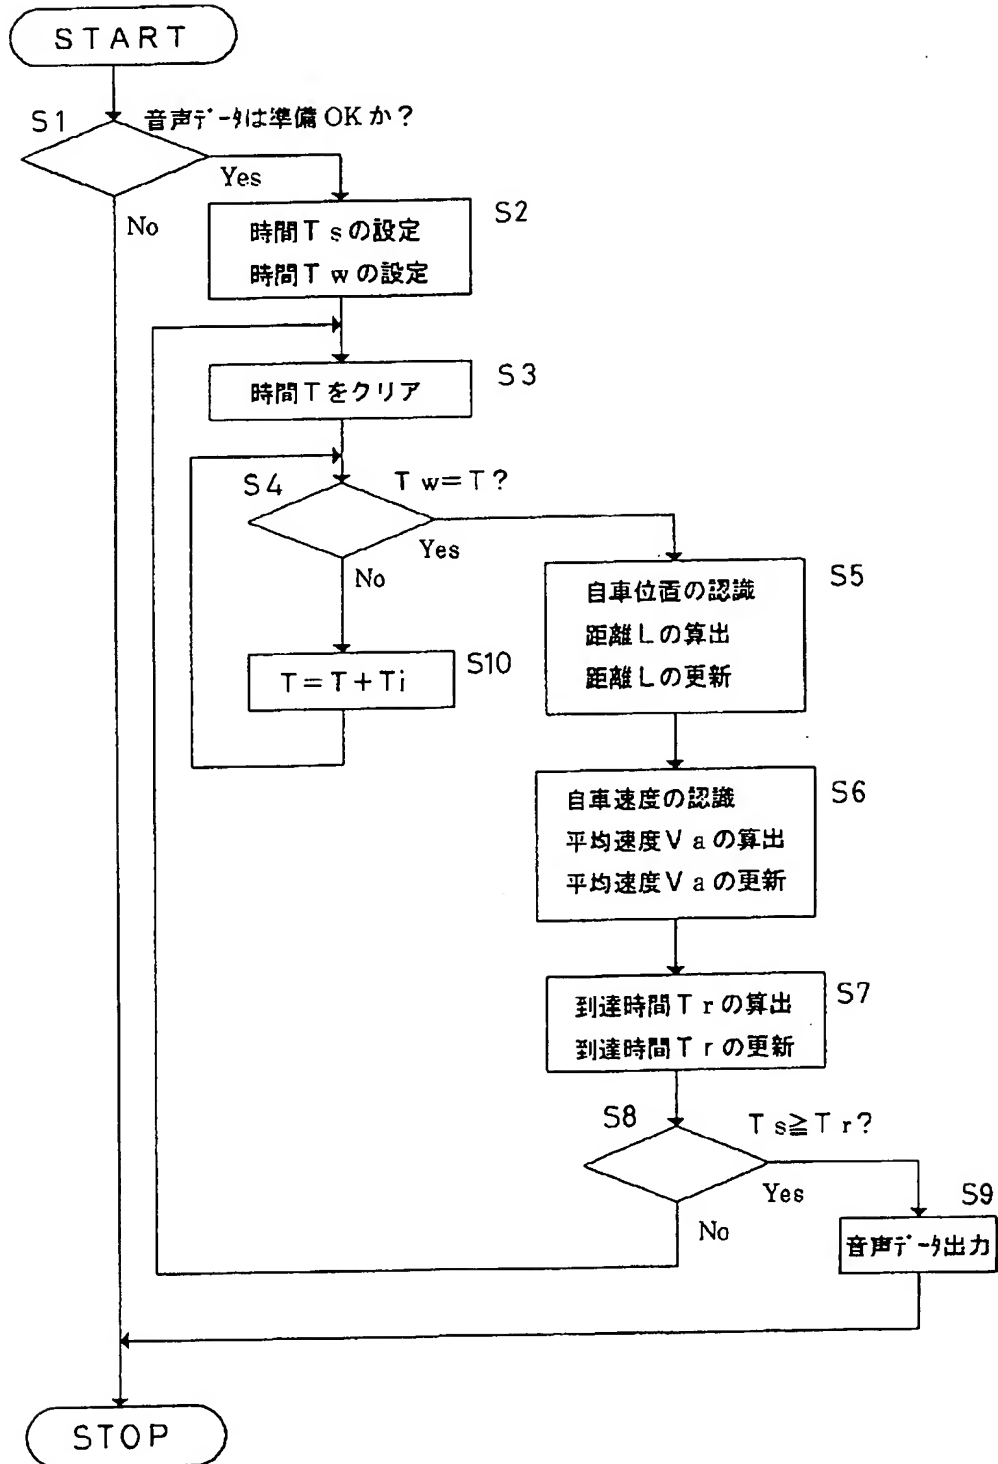 START
S1
音声ﾃﾞｰﾀは準備OKか？
Yes
No
S2
時間Ｔｓの設定
時間Ｔｗの設定
S3
時間Ｔをクリア
S4
Ｔｗ＝Ｔ？
Yes
No
S10
Ｔ＝Ｔ＋Ｔi
S5
自車位置の認識
距離Ｌの算出
距離Ｌの更新
S6
自車速度の認識
平均速度Ｖａの算出
平均速度Ｖａの更新
S7
到達時間Ｔｒの算出
到達時間Ｔｒの更新
S8
Ｔｓ≧Ｔｒ？
Yes
No
S9
音声ﾃﾞｰﾀ出力
STOP